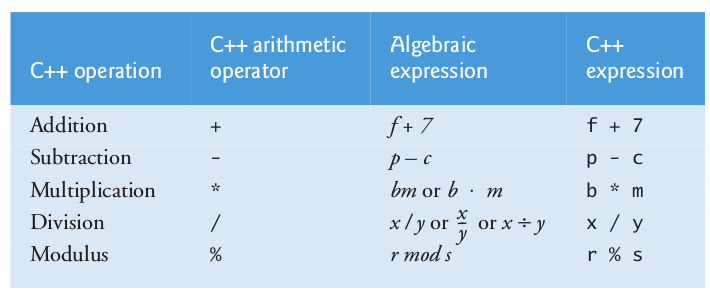 C++ operation C++ arithmetic operator Algebraic expression C++ expression
Addition + f + 7 f + 7
Subtraction - p – c p - c
Multiplication * bm or b · m b * m
Division / x / y or x/y or x ÷ y x / y
Modulus % r mod s r % s